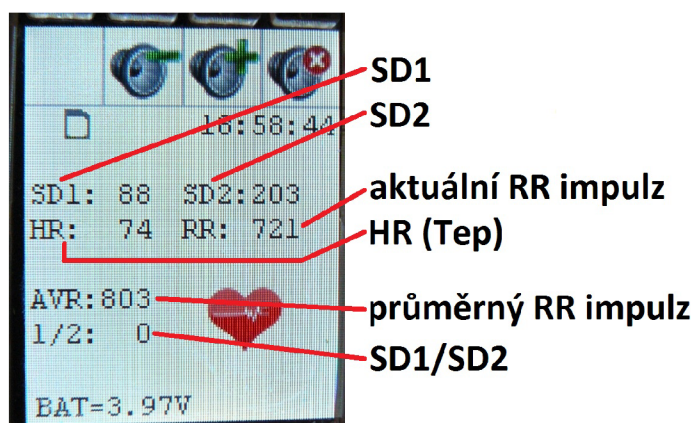 SD1
SD2
16:58:44
SD1: 88 SD2:203
aktuální RR impulz
HR: 74 RR: 721
HR (Tep)
AVR:803
průměrný RR impulz
1/2: 0
SD1/SD2
BAT=3.97V